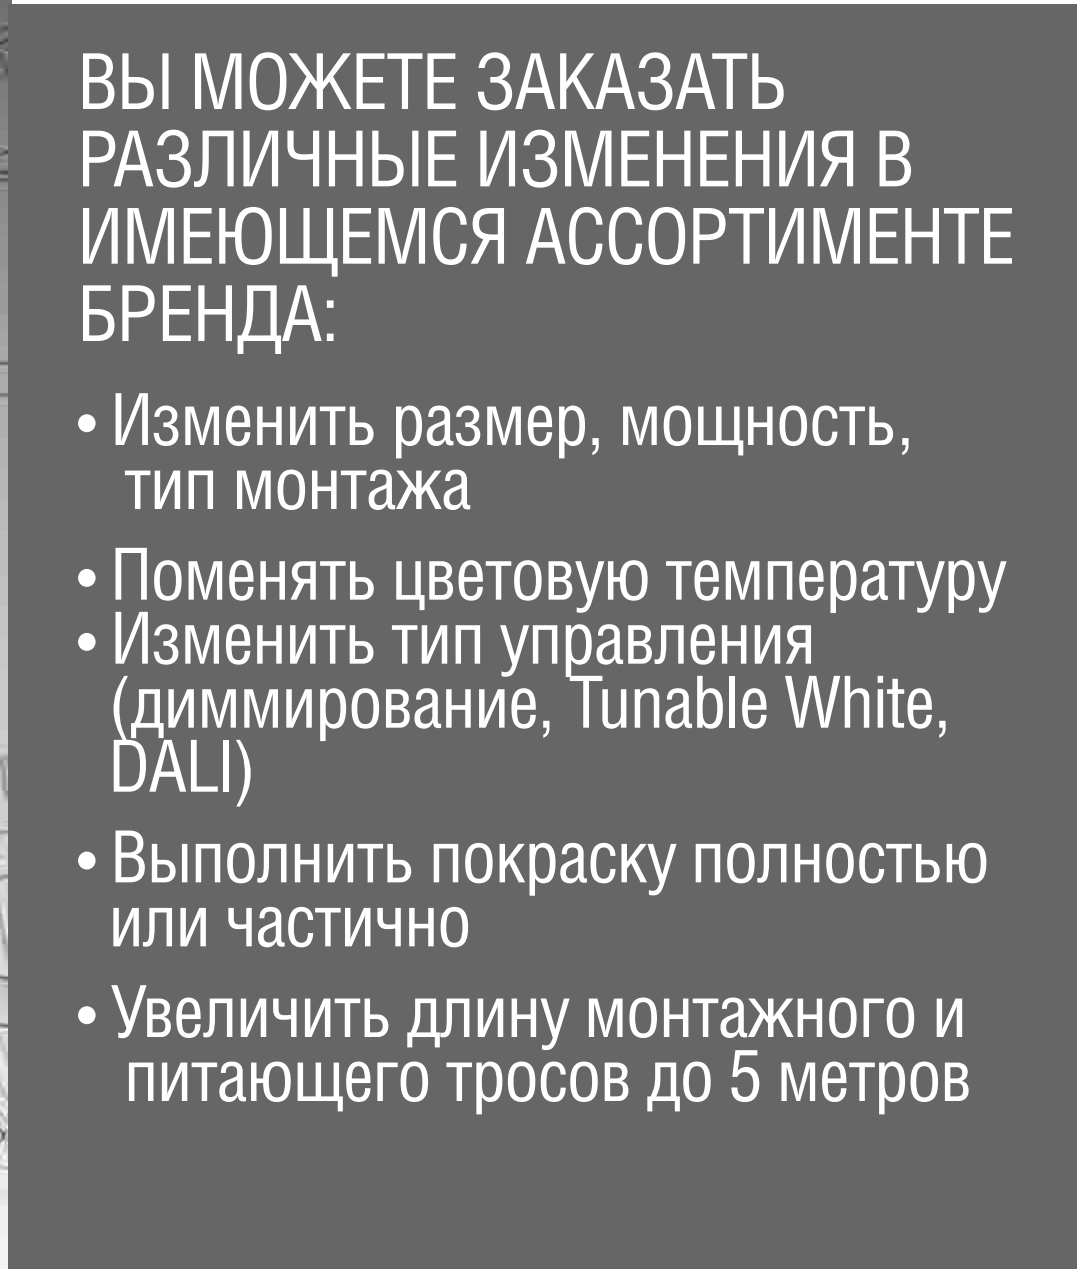 ВЫ МОЖЕТЕ ЗАКАЗАТЬ
РАЗЛИЧНЫЕ ИЗМЕНЕНИЯ В
ИМЕЮЩЕМСЯ АССОРТИМЕНТЕ
БРЕНДА:
• Изменить размер, мощность,
тип монтажа
• Поменять цветовую температуру
• Изменить тип управления
(диммирование, Tunable White,
DALI)
• Выполнить покраску полностью
или частично
• Увеличить длину монтажного и
питающего тросов до 5 метров